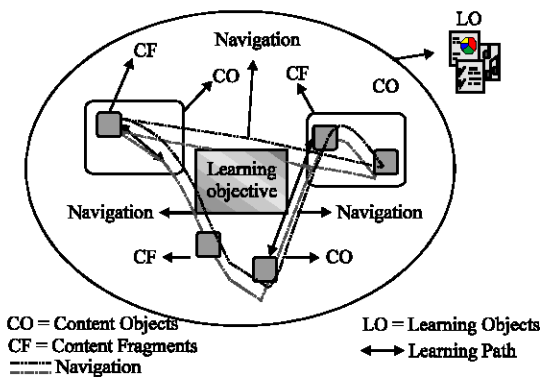 LO
Navigation
CF
CO
CF
CO
Learning
objective
Navigation
Navigation
CF
CO
CO = Content Objects
CF = Content Fragments
Navigation
LO = Learning Objects
Learning Path